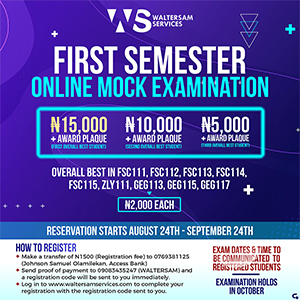 WS WALTERSAM
SERVICES
FIRST SEMESTER
ONLINE MOCK EXAMINATION
₦15,000 ₦10,000 ₦5,000
+ AWARD PLAQUE + AWARD PLAQUE + AWARD PLAQUE
(FIRST OVERALL BEST STUDENT) (SECOND OVERALL BEST STUDENT) (THIRD OVERALL BEST STUDENT)
OVERALL BEST IN FSC111, FSC112, FSC113, FSC114,
FSC115, ZLY111, GEG113, GEG115, GEG117
₦2,000 EACH
RESERVATION STARTS AUGUST 24TH - SEPTEMBER 24TH
HOW TO REGISTER
Make a transfer of N1500 (Registration fee) to 0769381125
(Johnson Samuel Olamilekan, Access Bank)
Send proof of payment to 09083435247 (WALTERSAM) and
a registration code will be sent to you immediately.
Log in to www.waltersamservices.com to complete your
registration with the registration code sent to you.
EXAM DATES & TIME TO
BE COMMUNICATED TO
REGISTERED STUDENTS
EXAMINATION HOLDS
IN OCTOBER